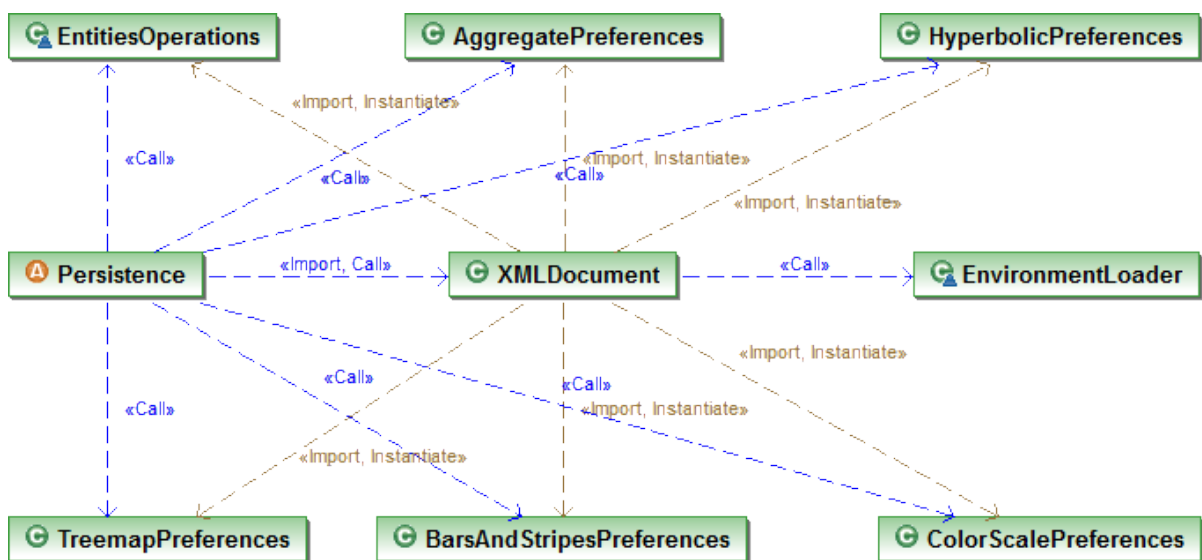 C EntitiesOperations
C AggregatePreferences
C HyperbolicPreferences
«Import, Instantiate»
«Call»
«Call»
«Import, Instantiate»
«Call»
«Import, Instantiate»
A Persistence
«Import, Call»
C XMLDocument
«Call»
C EnvironmentLoader
«Import, Instantiate»
«Call»
«Call»
«Call»
«Import, Instantiate»
«Import, Instantiate»
C TreemapPreferences
C BarsAndStripesPreferences
C ColorScalePreferences